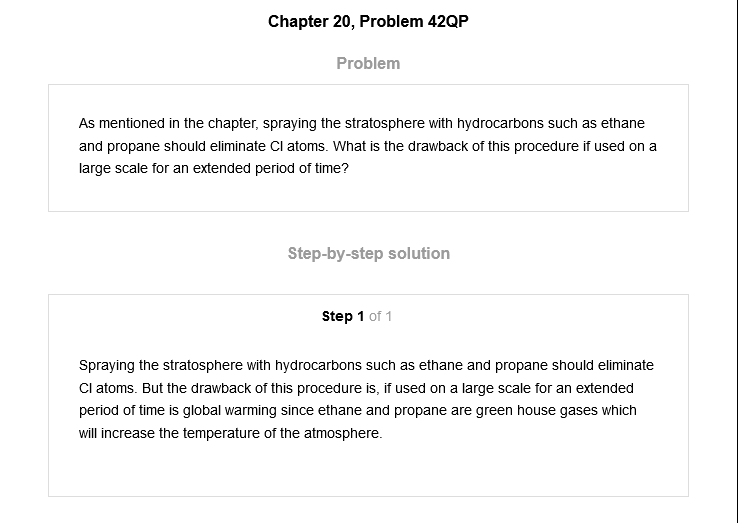 Chapter 20, Problem 42QP
Problem
As mentioned in the chapter, spraying the stratosphere with hydrocarbons such as ethane
and propane should eliminate Cl atoms. What is the drawback of this procedure if used on a
large scale for an extended period of time?
Step-by-step solution
Step 1 of 1
Spraying the stratosphere with hydrocarbons such as ethane and propane should eliminate
Cl atoms. But the drawback of this procedure is, if used on a large scale for an extended
period of time is global warming since ethane and propane are green house gases which
will increase the temperature of the atmosphere.